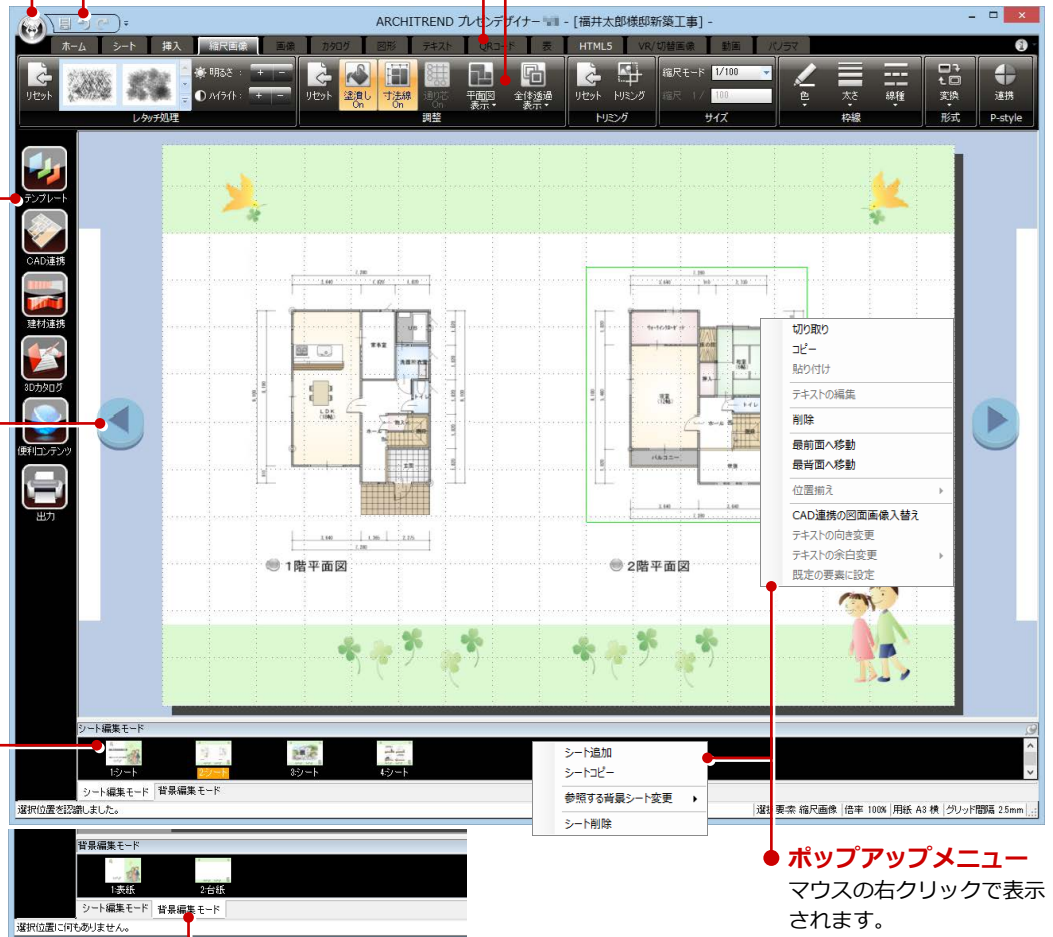 ARCHITREND プレゼンデザイナー - [福井太郎様邸新築工事] -
ホーム シート 挿入 縮尺画像 画像 カタログ 図形 テキスト QRコード 表 HTML5 VR/切替画像 動画 パノラマ
リセット 明るさ : + - ハイライト : + -
リセット 塗潰し On 寸法線 On 通り芯 On 平面図 表示 全体透過 表示
リセット トリミング 縮尺モード 1/100 縮尺 1/ 100
色 太さ 線種 変換 連携
レタッチ処理 調整 トリミング サイズ 枠線 形式 P-style
テンプレート
CAD連携
建材連携
3Dカタログ
便利コンテンツ
出力
LDK
ホール
トイレ
玄関
1階平面図
バルコニー
ホール
トイレ
2階平面図
切り取り
コピー
貼り付け
テキストの編集
削除
最前面へ移動
最背面へ移動
位置揃え
CAD連携の図面画像入替え
テキストの向き変更
テキストの余白変更
既定の要素に設定
シート編集モード
1:シート 2:シート 3:シート 4:シート
シート編集モード 背景編集モード
選択位置を認識しました。
選択要素 縮尺画像 倍率 100% 用紙 A3 横 グリッド間隔 2.5mm
シート追加
シートコピー
参照する背景シート変更
シート削除
背景編集モード
1:表紙 2:台紙
シート編集モード 背景編集モード
選択位置に何もありません。
ポップアップメニュー
マウスの右クリックで表示
されます。